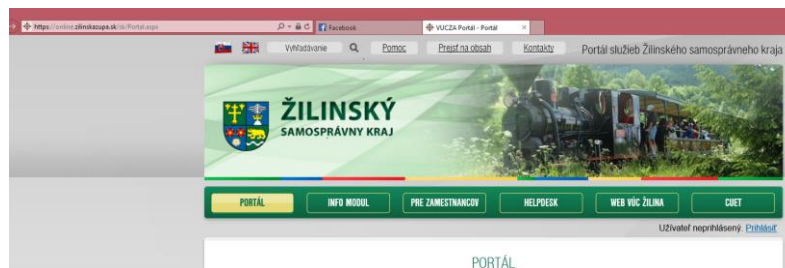 https://online.zilinskazupa.sk/sk/Portal.aspx
Facebook
VUCZA Portál - Portál
Vyhľadávanie
Pomoc
Prejsť na obsah
Kontakty
Portál služieb Žilinského samosprávneho kraja
ŽILINSKÝ
SAMOSPRÁVNY KRAJ
PORTÁL
INFO MODUL
PRE ZAMESTNANCOV
HELPDESK
WEB VÚC ŽILINA
CUET
Užívateľ neprihlásený. Prihlásiť
PORTÁL